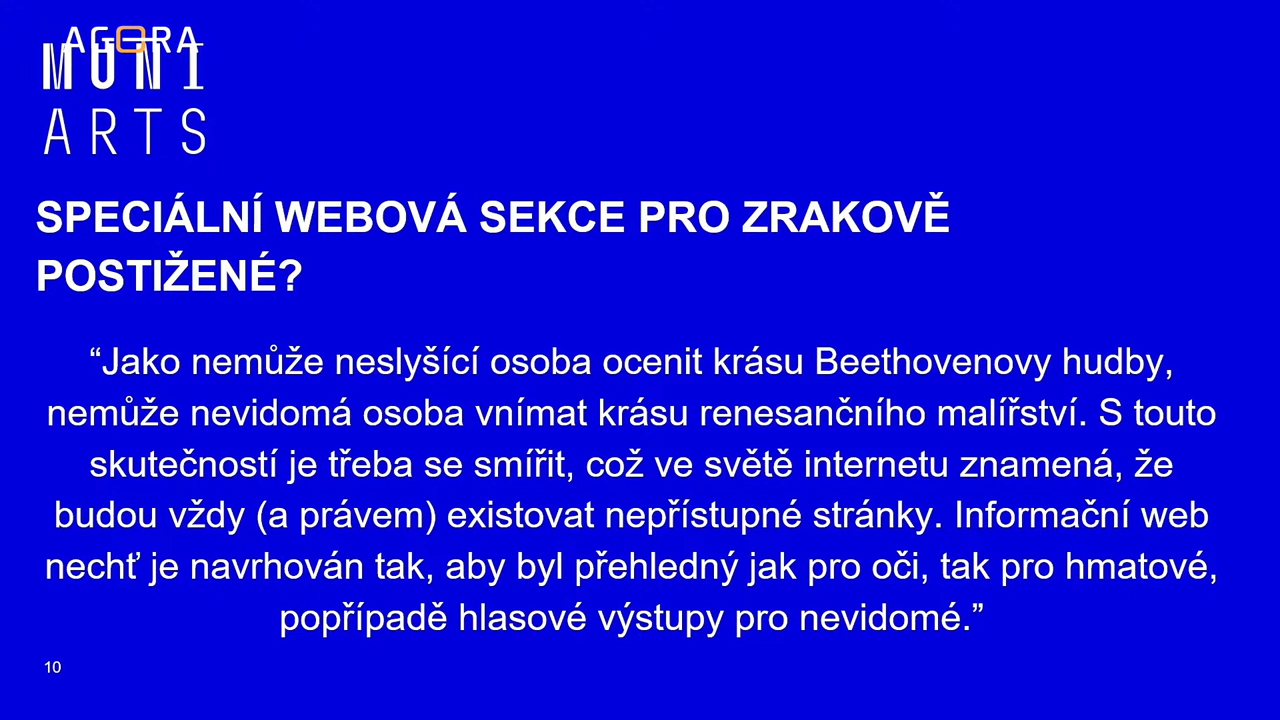 AGORA
MUNI
ARTS
SPECIÁLNÍ WEBOVÁ SEKCE PRO ZRAKOVĚ
POSTIŽENÉ?
“Jako nemůže neslyšící osoba ocenit krásu Beethovenovy hudby,
nemůže nevidomá osoba vnímat krásu renesančního malířství. S touto
skutečností je třeba se smířit, což ve světě internetu znamená, že
budou vždy (a právem) existovat nepřístupné stránky. Informační web
nechť je navrhován tak, aby byl přehledný jak pro oči, tak pro hmatové,
popřípadě hlasové výstupy pro nevidomé.”
10